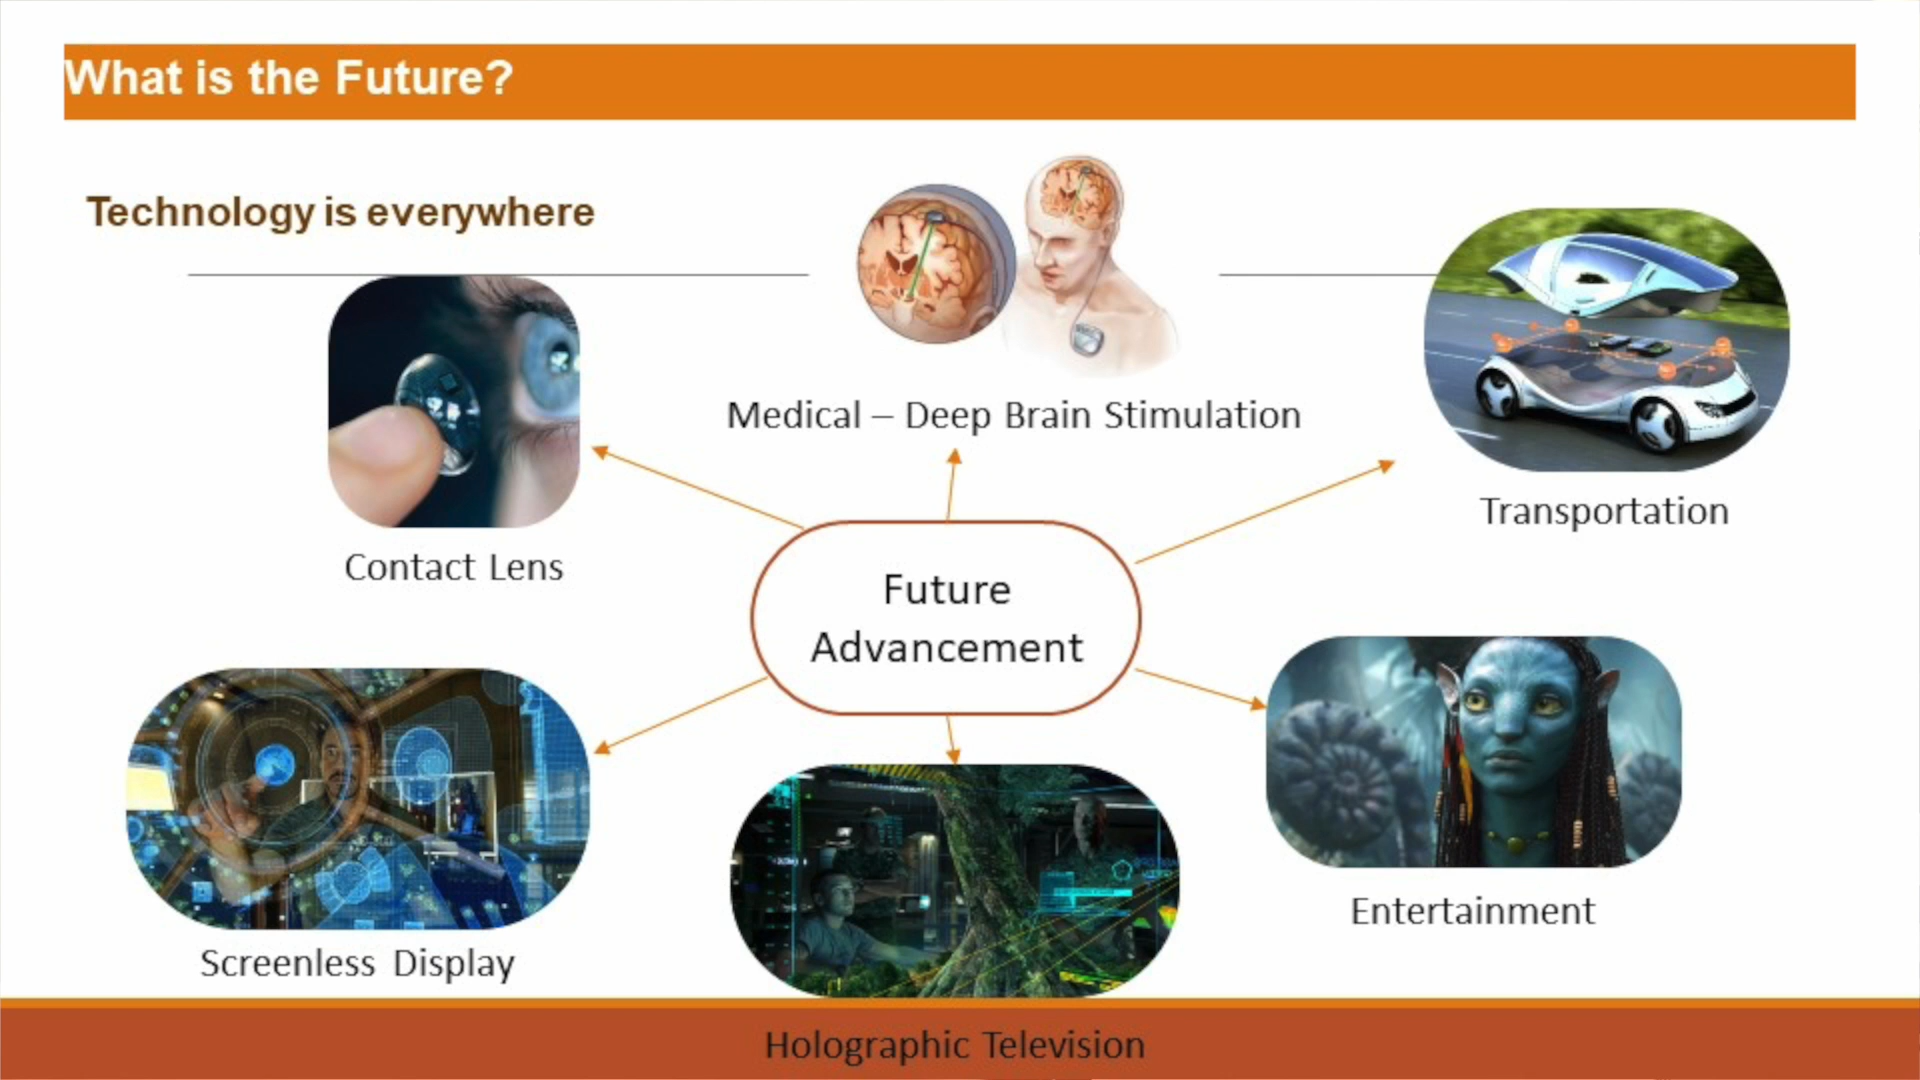 What is the Future?
Technology is everywhere
Medical – Deep Brain Stimulation
Transportation
Contact Lens
Future
Advancement
Entertainment
Screenless Display
Holographic Television